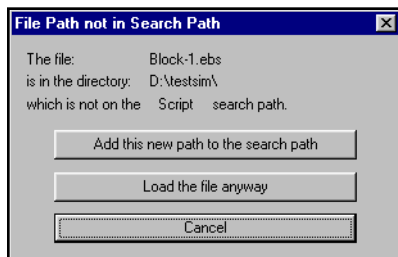 File Path not in Search Path
The file: Block-1.ebs
is in the directory: D:\testsim\
which is not on the Script search path.
Add this new path to the search path
Load the file anyway
Cancel